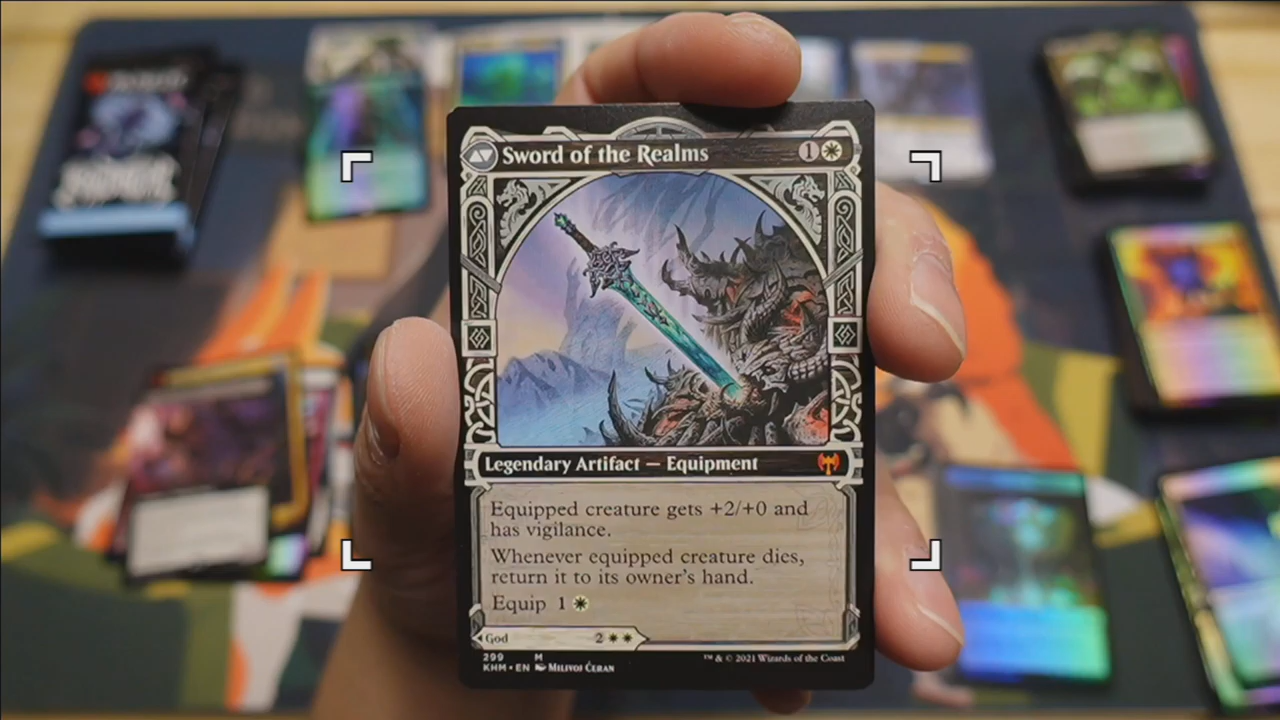 Sword of the Realms 1
Legendary Artifact — Equipment
Equipped creature gets +2/+0 and
has vigilance.
Whenever equipped creature dies,
return it to its owner's hand.
Equip 1
God 2
299 M
KHM • EN Milivoj Ćeran
™ & © 2021 Wizards of the Coast